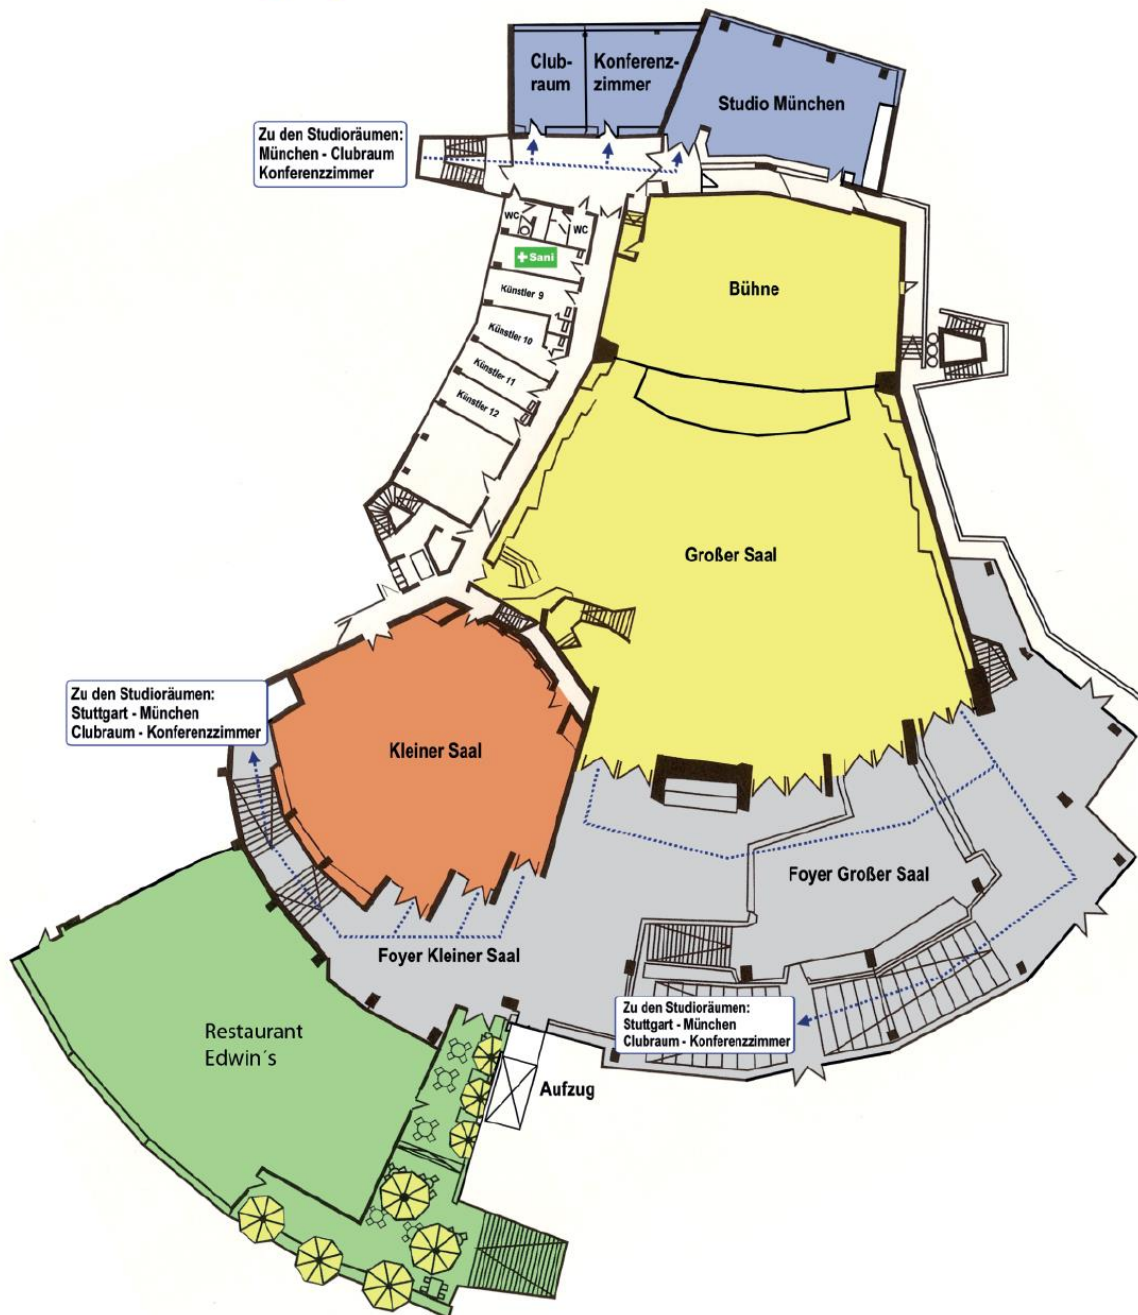 Club-
raum
Konferenz-
zimmer
Studio München
Zu den Studioräumen:
München - Clubraum
Konferenzzimmer
WC
WC
Sani
Künstler 9
Künstler 10
Künstler 11
Künstler 12
Bühne
Großer Saal
Zu den Studioräumen:
Stuttgart - München
Clubraum - Konferenzzimmer
Kleiner Saal
Foyer Großer Saal
Foyer Kleiner Saal
Zu den Studioräumen:
Stuttgart - München
Clubraum - Konferenzzimmer
Restaurant
Edwin´s
Aufzug